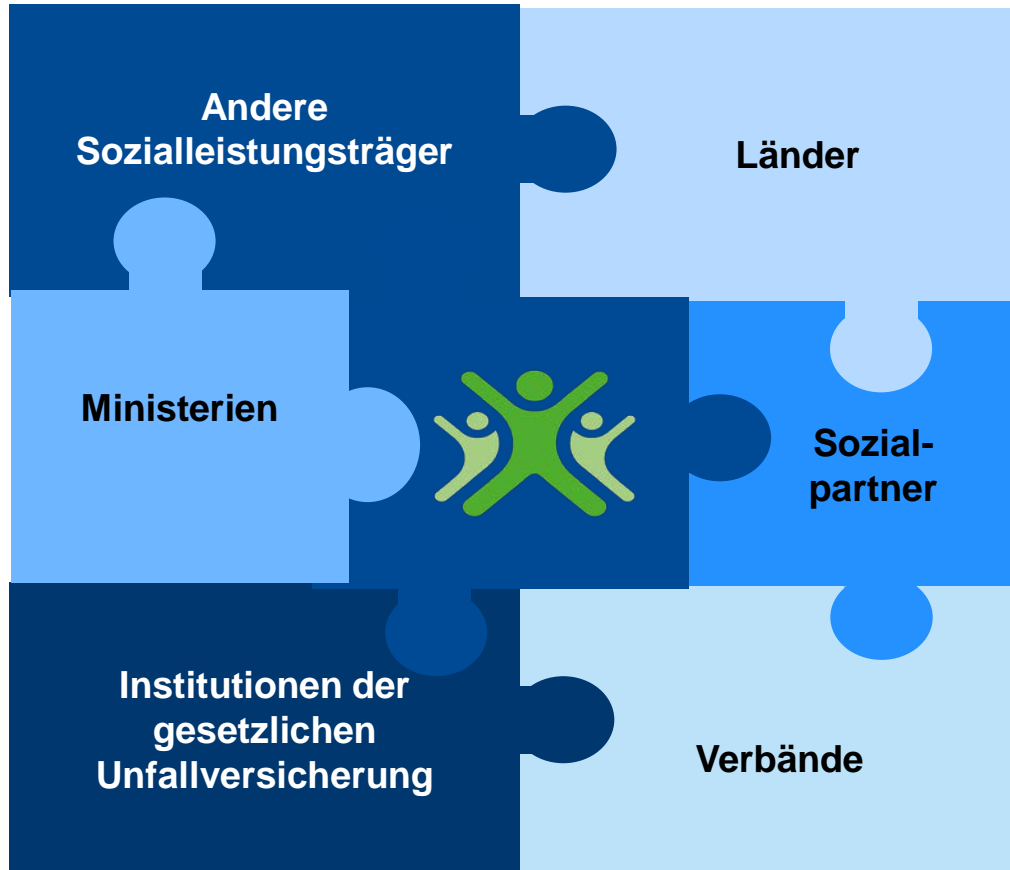 Andere
Sozialleistungsträger
Länder
Ministerien
Sozial-
partner
Institutionen der
gesetzlichen
Unfallversicherung
Verbände